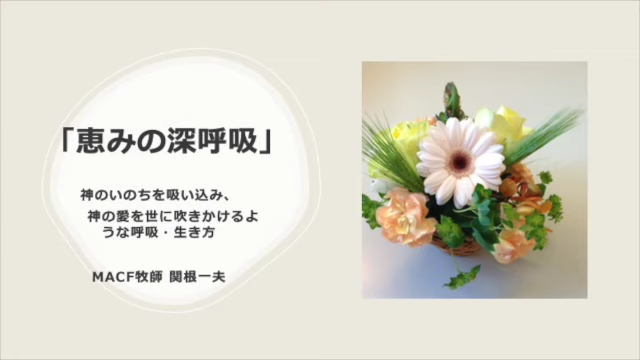 「恵みの深呼吸」
神のいのちを吸い込み、
神の愛を世に吹きかけるよ
うな呼吸・生き方
MACF牧師 関根一夫